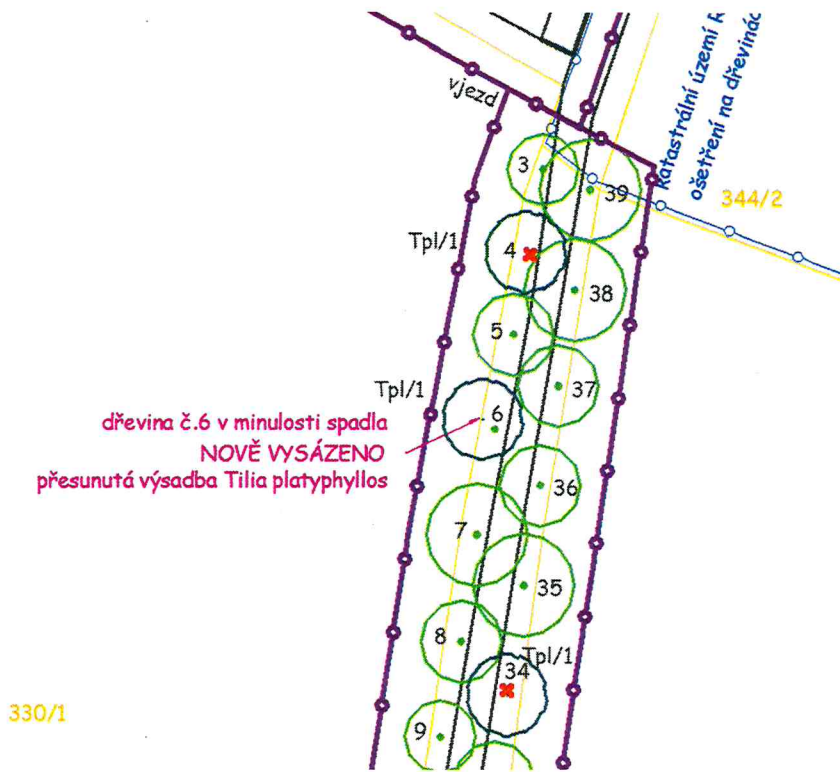 vjezd
Katastrální území
ošetření na dřevinác
344/2
3
39
Tpl/1
4
38
5
37
Tpl/1
6
dřevina č.6 v minulosti spadla
NOVĚ VYSÁZENO
přesunutá výsadba Tilia platyphyllos
36
7
35
8
Tpl/1
34
330/1
9